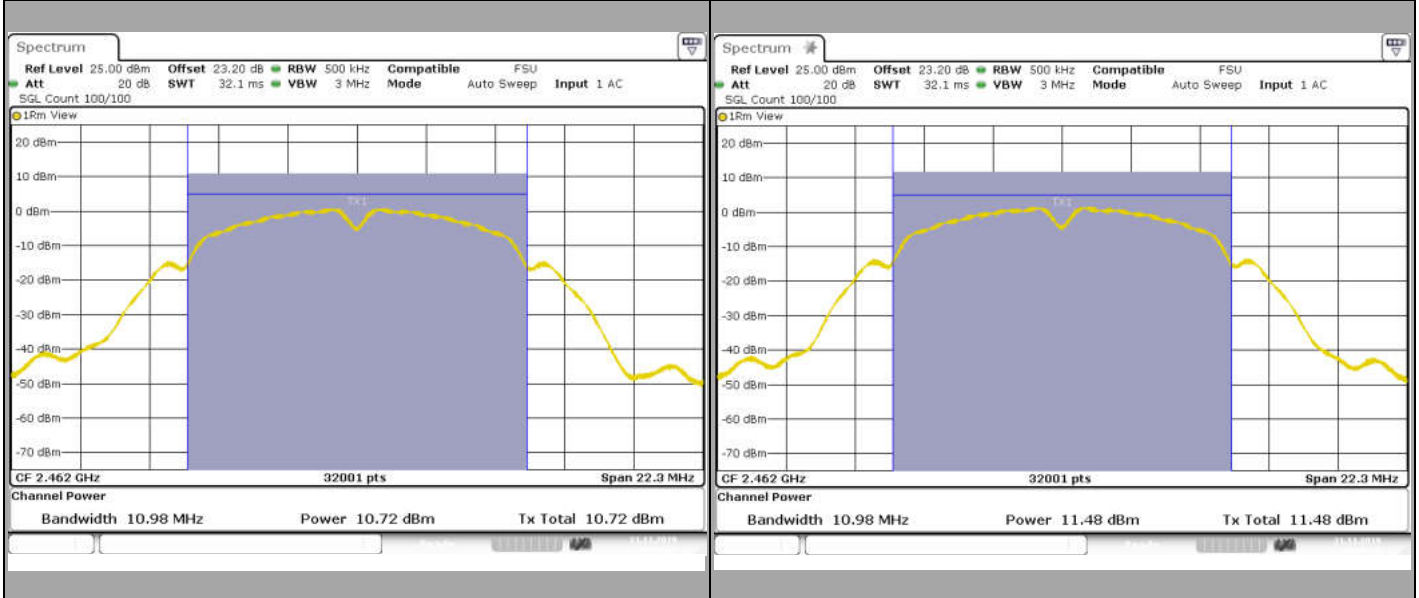 Spectrum
Ref Level 25.00 dBm Offset 23.20 dB RBW 500 kHz Compatible FSU
Att 20 dB SWT 32.1 ms VBW 3 MHz Mode Auto Sweep Input 1 AC
SGL Count 100/100
1Rm View
20 dBm
10 dBm
TX1
0 dBm
-10 dBm
-20 dBm
-30 dBm
-40 dBm
-50 dBm
-60 dBm
-70 dBm
CF 2.462 GHz 32001 pts Span 22.3 MHz
Channel Power
Bandwidth 10.98 MHz Power 10.72 dBm Tx Total 10.72 dBm
Spectrum
Ref Level 25.00 dBm Offset 23.20 dB RBW 500 kHz Compatible FSU
Att 20 dB SWT 32.1 ms VBW 3 MHz Mode Auto Sweep Input 1 AC
SGL Count 100/100
1Rm View
20 dBm
10 dBm
TX1
0 dBm
-10 dBm
-20 dBm
-30 dBm
-40 dBm
-50 dBm
-60 dBm
-70 dBm
CF 2.462 GHz 32001 pts Span 22.3 MHz
Channel Power
Bandwidth 10.98 MHz Power 11.48 dBm Tx Total 11.48 dBm